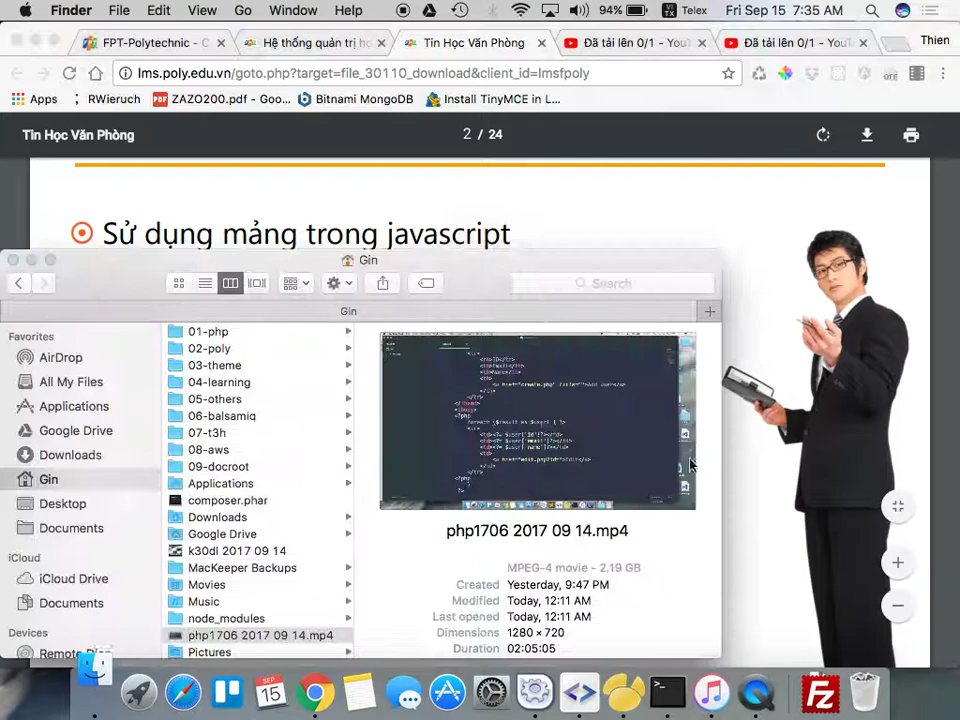 Finder File Edit View Go Window Help 94% VI TX Telex Fri Sep 15 7:35 AM
FPT-Polytechnic - C Hệ thống quản trị họ Tin Học Văn Phòng Đã tải lên 0/1 - YouT Đã tải lên 0/1 - YouT Thien
lms.poly.edu.vn/goto.php?target=file_30110_download&client_id=lmsfpoly
Apps RWieruch PDF ZAZO200.pdf - Goo... Bitnami MongoDB Install TinyMCE in L...
Tin Học Văn Phòng 2 / 24
Sử dụng mảng trong javascript
Gin
Search
Gin
Favorites
AirDrop
All My Files
Applications
Google Drive
Downloads
Gin
Desktop
Documents
iCloud
iCloud Drive
Documents
Devices
01-php
02-poly
03-theme
04-learning
05-others
06-balsamiq
07-t3h
08-aws
09-docroot
Applications
composer.phar
Downloads
Google Drive
k30dl 2017 09 14
MacKeeper Backups
Movies
Music
node_modules
php1706 2017 09 14.mp4
Pictures
php1706 2017 09 14.mp4
MPEG-4 movie - 2.19 GB
Created Yesterday, 9:47 PM
Modified Today, 12:11 AM
Last opened Today, 12:11 AM
Dimensions 1280 × 720
Duration 02:05:05
SEP
15
Fz